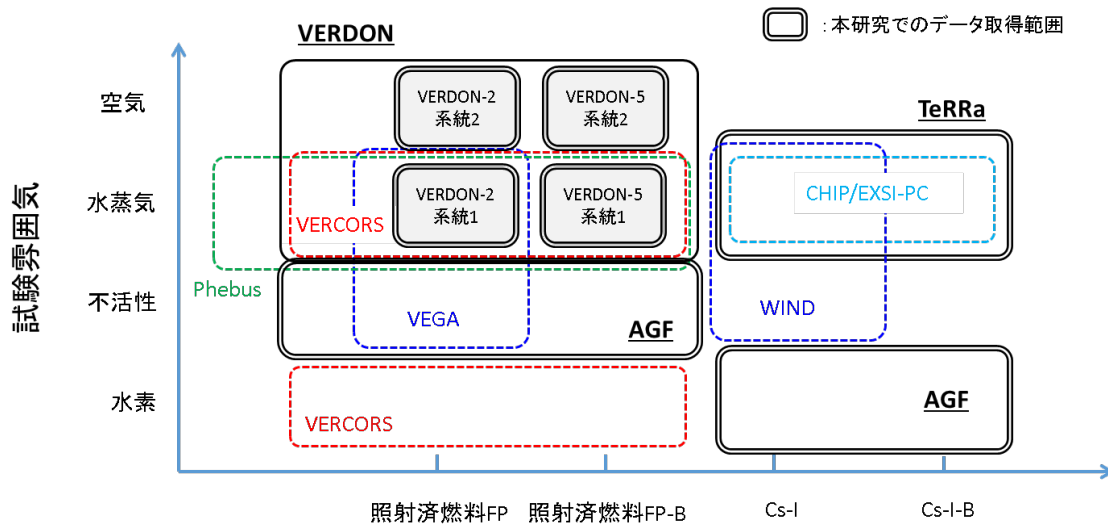 VERDON
：本研究でのデータ取得範囲
試験雰囲気
空気
VERDON-2
系統2
VERDON-5
系統2
TeRRa
水蒸気
VERCORS
VERDON-2
系統1
VERDON-5
系統1
CHIP/EXSI-PC
Phebus
不活性
VEGA
AGF
WIND
水素
VERCORS
AGF
照射済燃料FP
照射済燃料FP-B
Cs-I
Cs-I-B